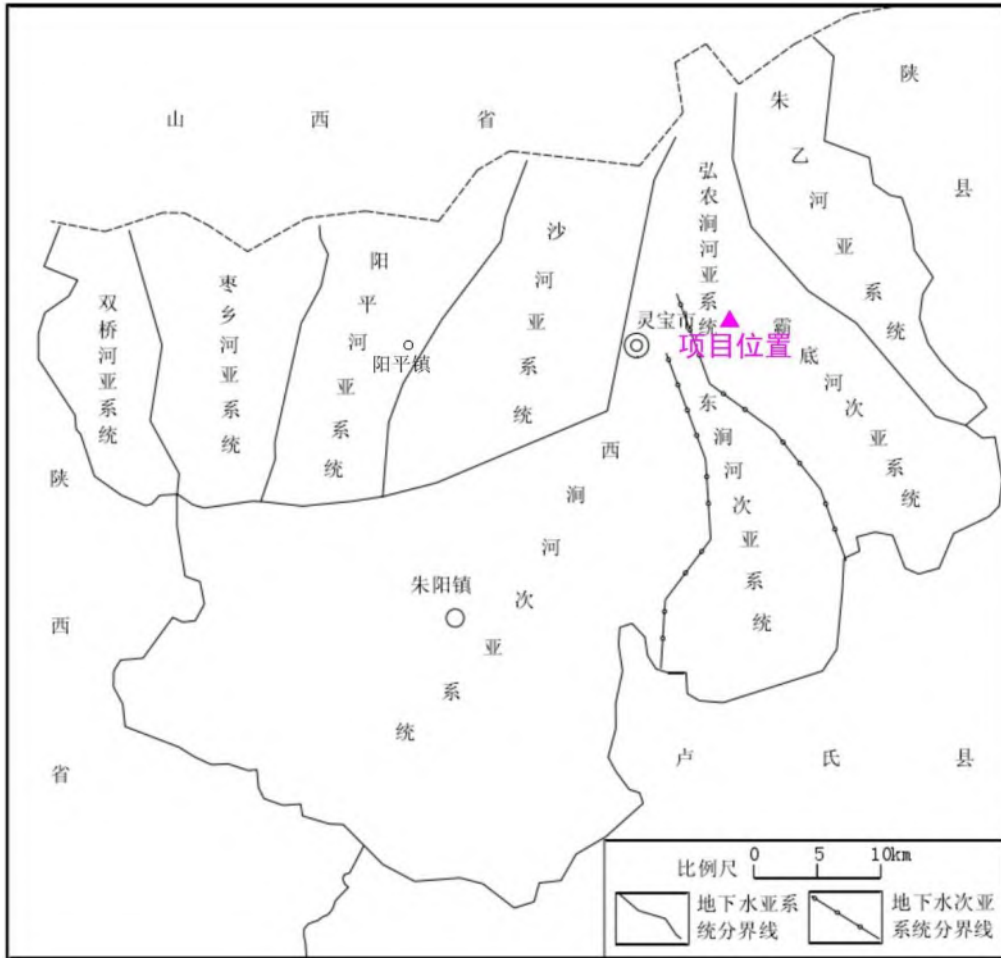 山西省
陕县
朱乙河亚系统
弘农涧河亚系统
沙河亚系统
阳平河亚系统
枣乡河亚系统
双桥河亚系统
灵宝市
项目位置
阳平镇
霸底河次亚系统
东涧河次亚系统
西涧河次亚系统
朱阳镇
陕西省
卢氏县
比例尺 0 5 10km
地下水亚系
统分界线
地下水次亚
系统分界线